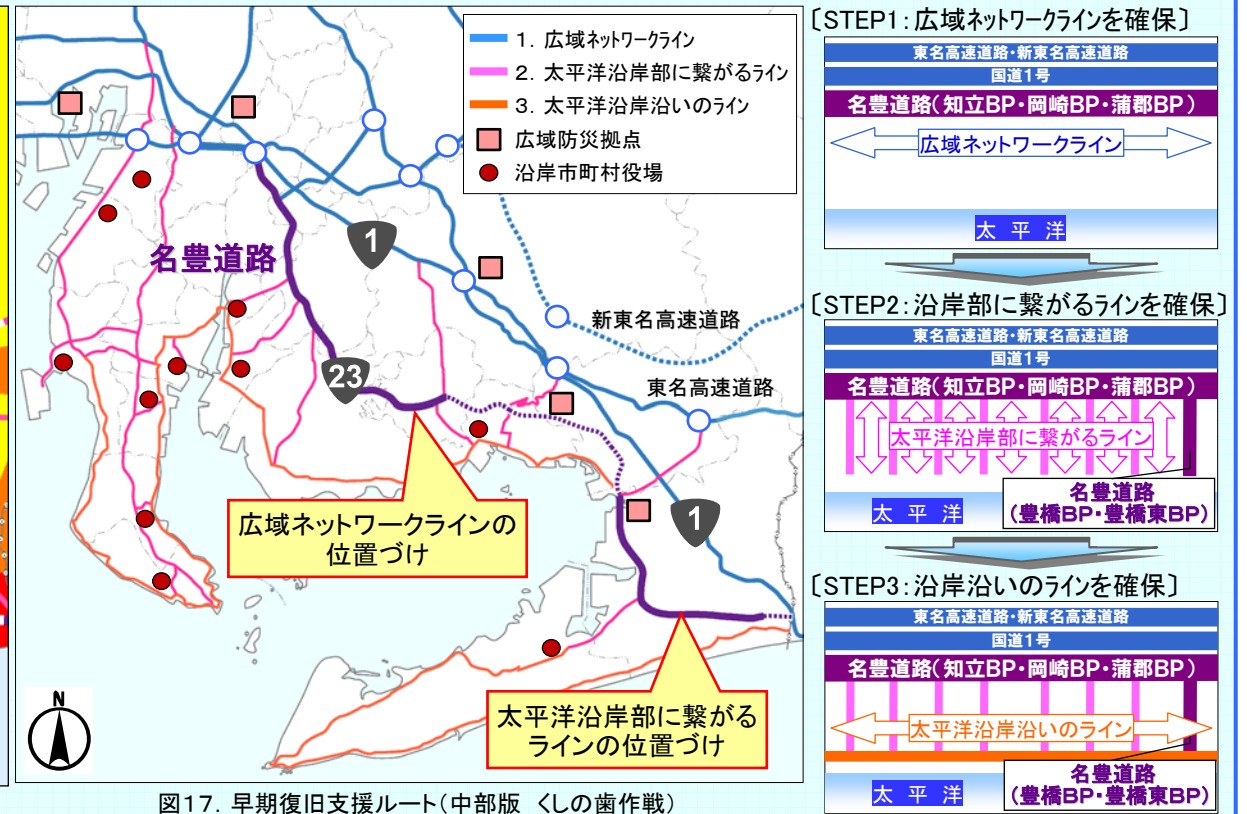 1. 広域ネットワークライン
2. 太平洋沿岸部に繋がるライン
3. 太平洋沿岸沿いのライン
広域防災拠点
沿岸市町村役場
名豊道路
1
新東名高速道路
23
東名高速道路
広域ネットワークラインの
位置づけ
1
太平洋沿岸部に繋がる
ラインの位置づけ
N
図17. 早期復旧支援ルート(中部版 くしの歯作戦)
〔STEP1:広域ネットワークラインを確保〕
東名高速道路・新東名高速道路
国道1号
名豊道路(知立BP・岡崎BP・蒲郡BP)
広域ネットワークライン
太 平 洋
〔STEP2:沿岸部に繋がるラインを確保〕
東名高速道路・新東名高速道路
国道1号
名豊道路(知立BP・岡崎BP・蒲郡BP)
太平洋沿岸部に繋がるライン
名豊道路
(豊橋BP・豊橋東BP)
太 平 洋
〔STEP3:沿岸沿いのラインを確保〕
東名高速道路・新東名高速道路
国道1号
名豊道路(知立BP・岡崎BP・蒲郡BP)
太平洋沿岸沿いのライン
名豊道路
(豊橋BP・豊橋東BP)
太 平 洋